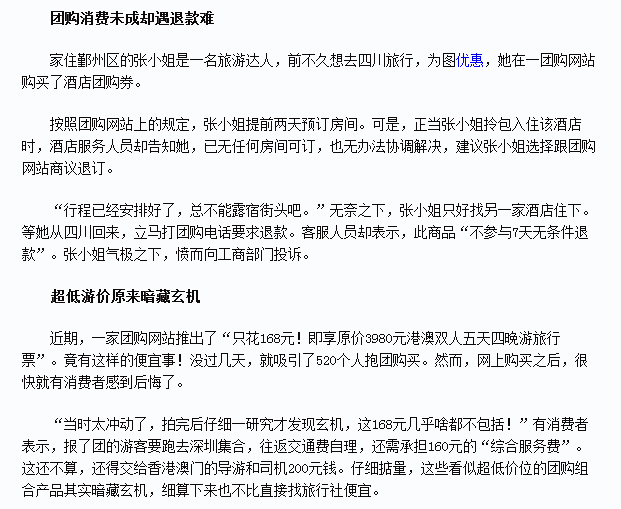 团购消费未成却遇退款难
家住鄞州区的张小姐是一名旅游达人，前不久想去四川旅行，为图优惠，她在一团购网站
购买了酒店团购券。
按照团购网站上的规定，张小姐提前两天预订房间。可是，正当张小姐拎包入住该酒店
时，酒店服务人员却告知她，已无任何房间可订，也无办法协调解决，建议张小姐选择跟团购
网站商议退订。
“行程已经安排好了，总不能露宿街头吧。”无奈之下，张小姐只好找另一家酒店住下。
等她从四川回来，立马打团购电话要求退款。客服人员却表示，此商品“不参与7天无条件退
款”。张小姐气极之下，愤而向工商部门投诉。
超低游价原来暗藏玄机
近期，一家团购网站推出了“只花168元！即享原价3980元港澳双人五天四晚游旅行
票”。竟有这样的便宜事！没过几天，就吸引了520个人抱团购买。然而，网上购买之后，很
快就有消费者感到后悔了。
“当时太冲动了，拍完后仔细一研究才发现玄机，这168元几乎啥都不包括！”有消费者
表示，报了团的游客要跑去深圳集合，往返交通费自理，还需承担160元的“综合服务费”。
这还不算，还得交给香港澳门的导游和司机200元钱。仔细掂量，这些看似超低价位的团购组
合产品其实暗藏玄机，细算下来也不比直接找旅行社便宜。